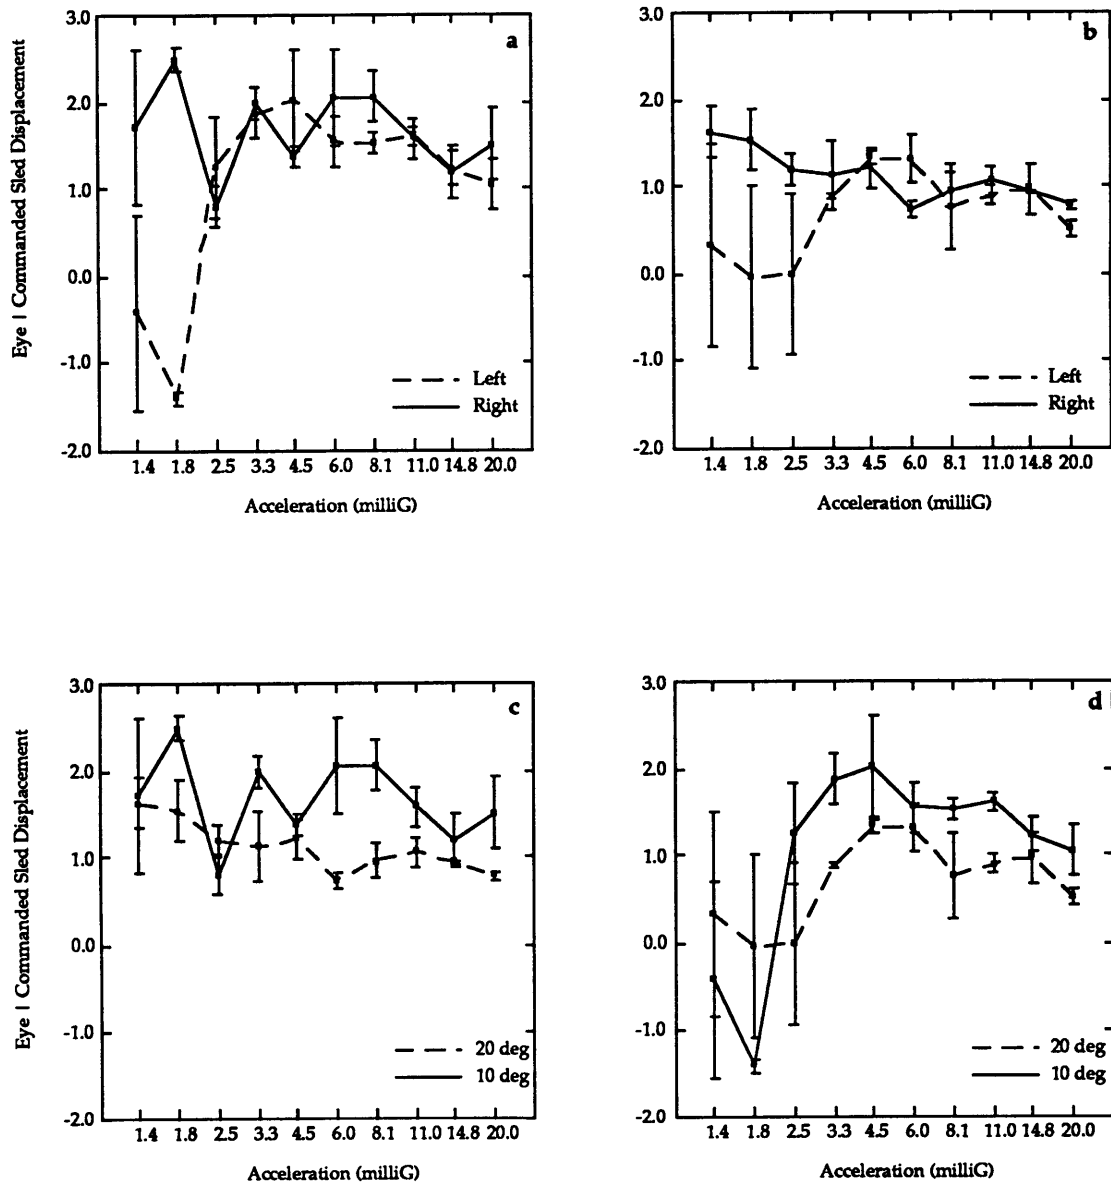 a
3.0
2.0
1.0
0.0
-1.0
-2.0
Eye | Commanded Sled Displacement
Left
Right
1.4 1.8 2.5 3.3 4.5 6.0 8.1 11.0 14.8 20.0
Acceleration (milliG)
b
3.0
2.0
1.0
0.0
-1.0
-2.0
Left
Right
1.4 1.8 2.5 3.3 4.5 6.0 8.1 11.0 14.8 20.0
Acceleration (milliG)
c
3.0
2.0
1.0
0.0
-1.0
-2.0
Eye | Commanded Sled Displacement
20 deg
10 deg
1.4 1.8 2.5 3.3 4.5 6.0 8.1 11.0 14.8 20.0
Acceleration (milliG)
d
3.0
2.0
1.0
0.0
-1.0
-2.0
20 deg
10 deg
1.4 1.8 2.5 3.3 4.5 6.0 8.1 11.0 14.8 20.0
Acceleration (milliG)